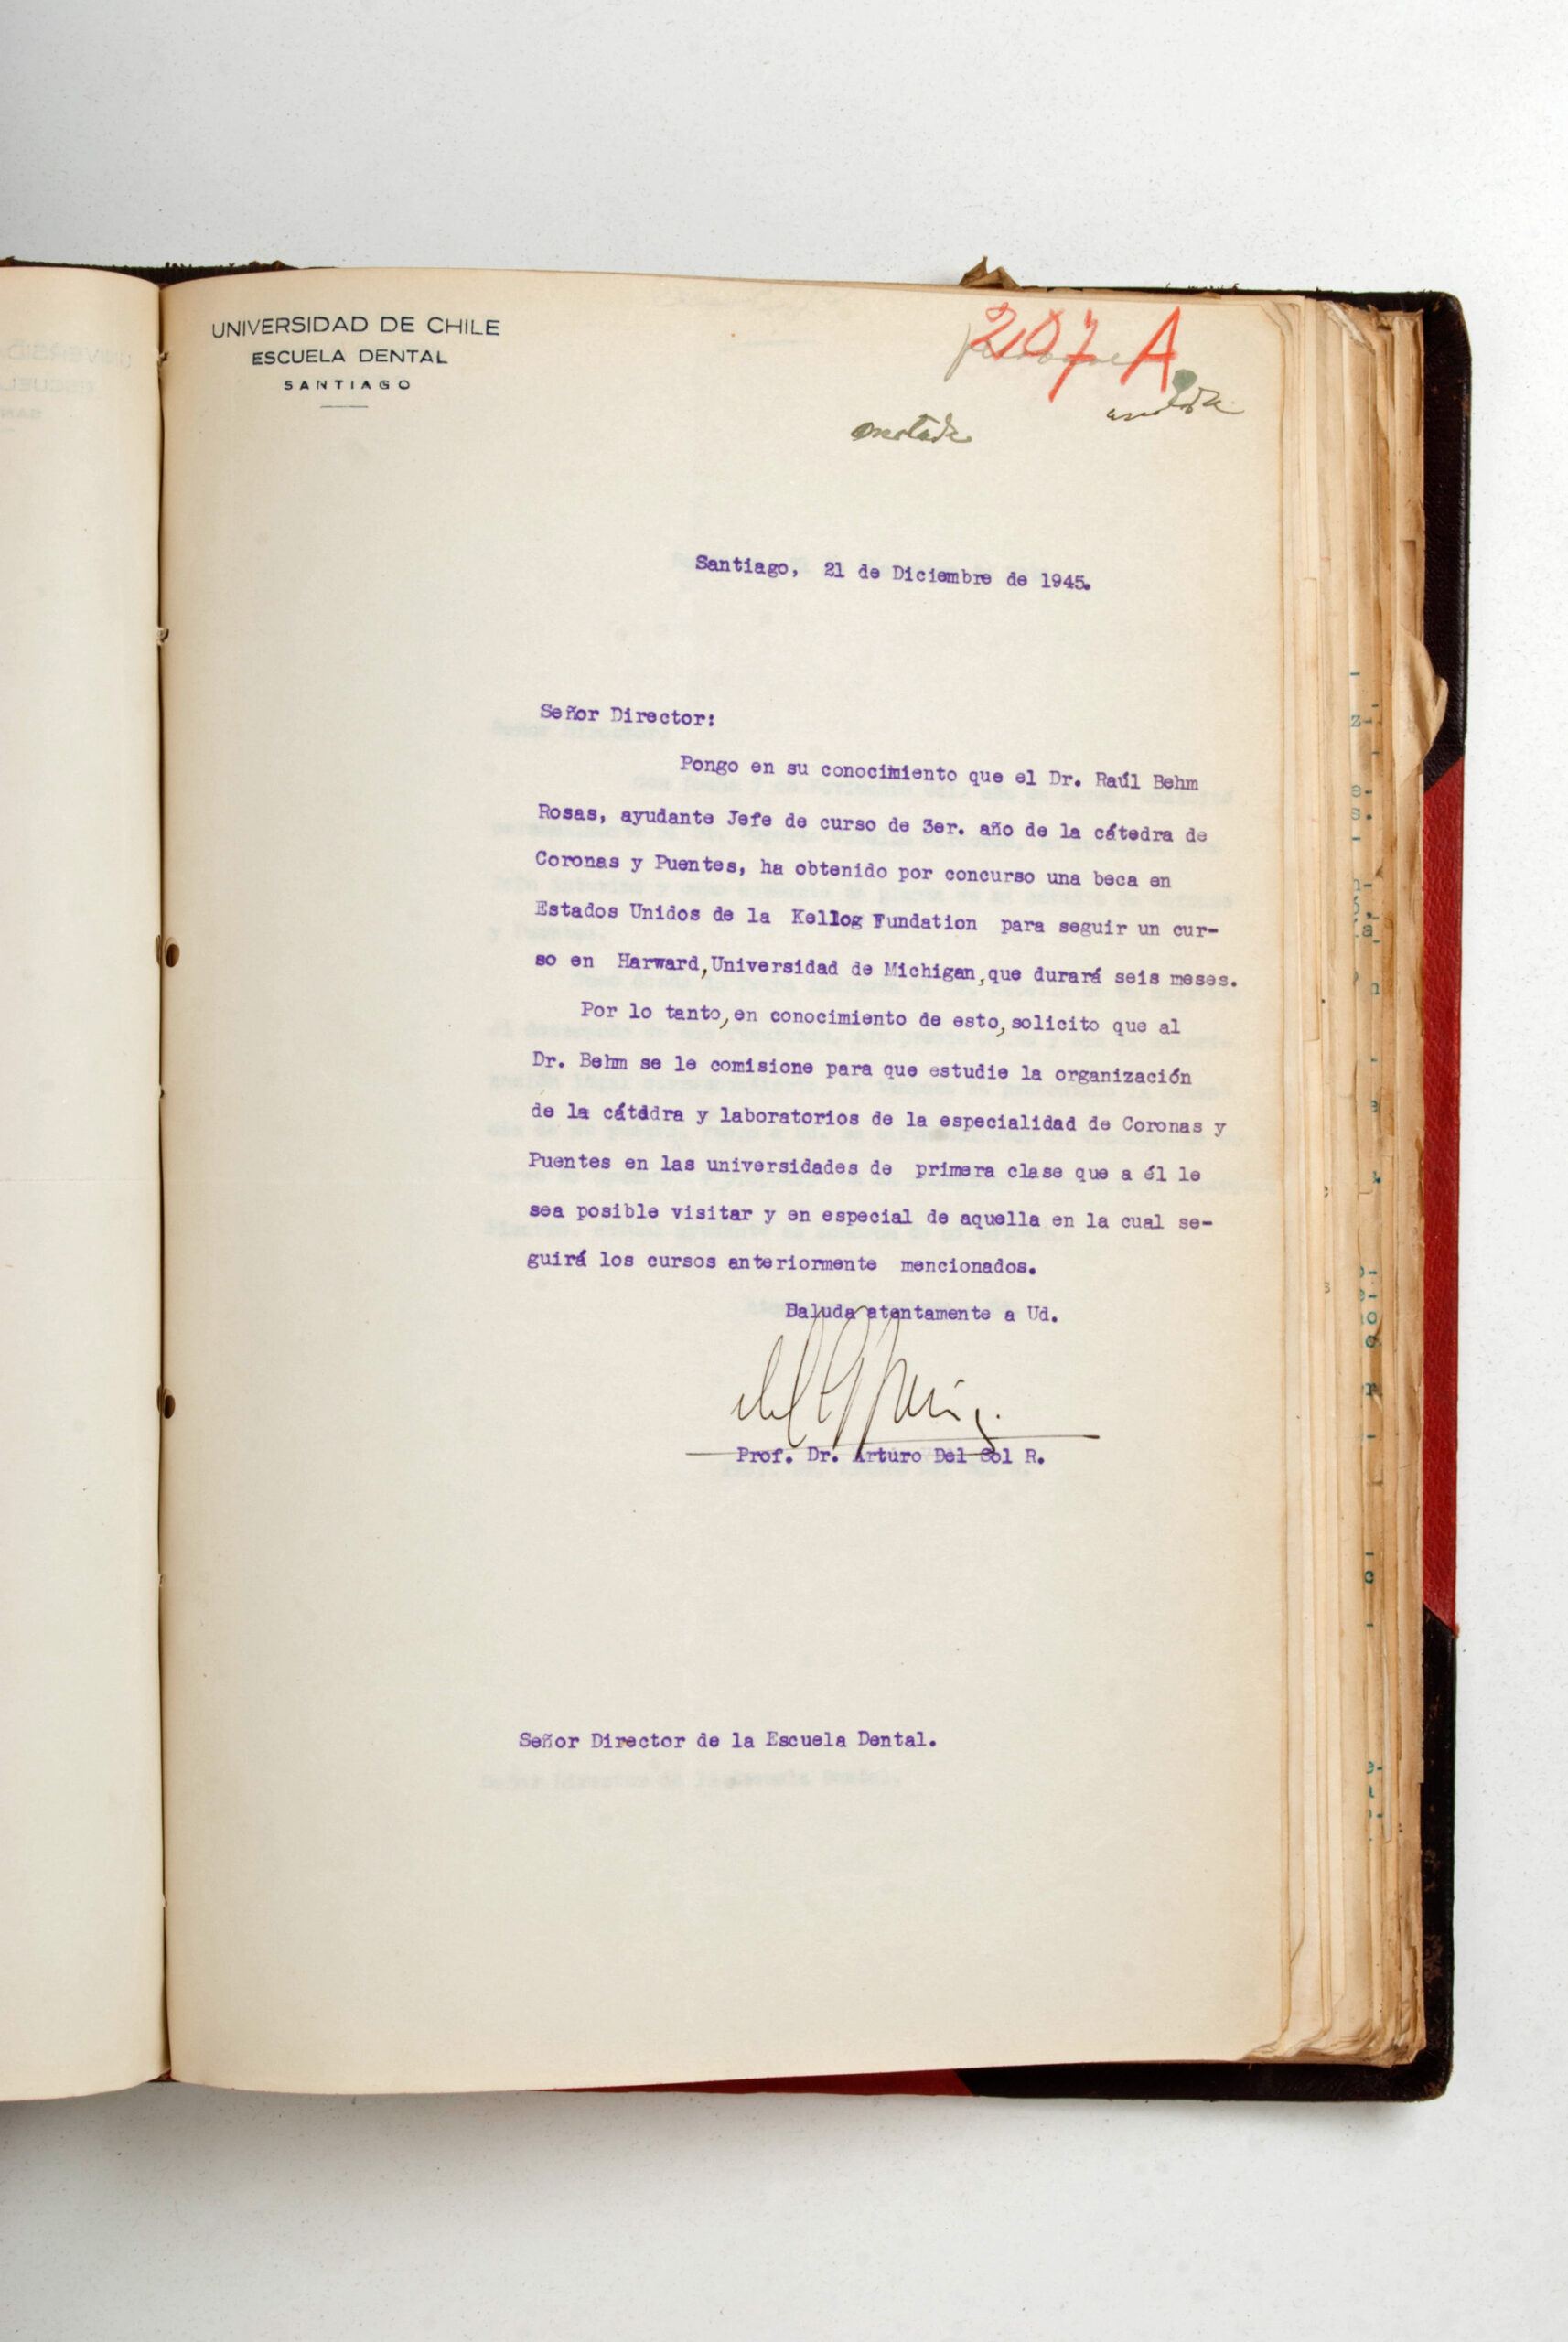 UNIVERSIDAD DE CHILE
ESCUELA DENTAL
SANTIAGO
207 A
anotada
anotada
Santiago, 21 de Diciembre de 1945.
Señor Director:
Pongo en su conocimiento que el Dr. Raúl Behm
Rosas, ayudante Jefe de curso de 3er. año de la cátedra de
Coronas y Puentes, ha obtenido por concurso una beca en
Estados Unidos de la Kellog Fundation para seguir un cur-
so en Harward, Universidad de Michigan, que durará seis meses.
Por lo tanto, en conocimiento de esto, solicito que al
Dr. Behm se le comisione para que estudie la organización
de la cátddra y laboratorios de la especialidad de Coronas y
Puentes en las universidades de primera clase que a él le
sea posible visitar y en especial de aquella en la cual se-
guirá los cursos anteriormente mencionados.
Saluda atentamente a Ud.
Prof. Dr. Arturo Del Sol R.
Señor Director de la Escuela Dental.